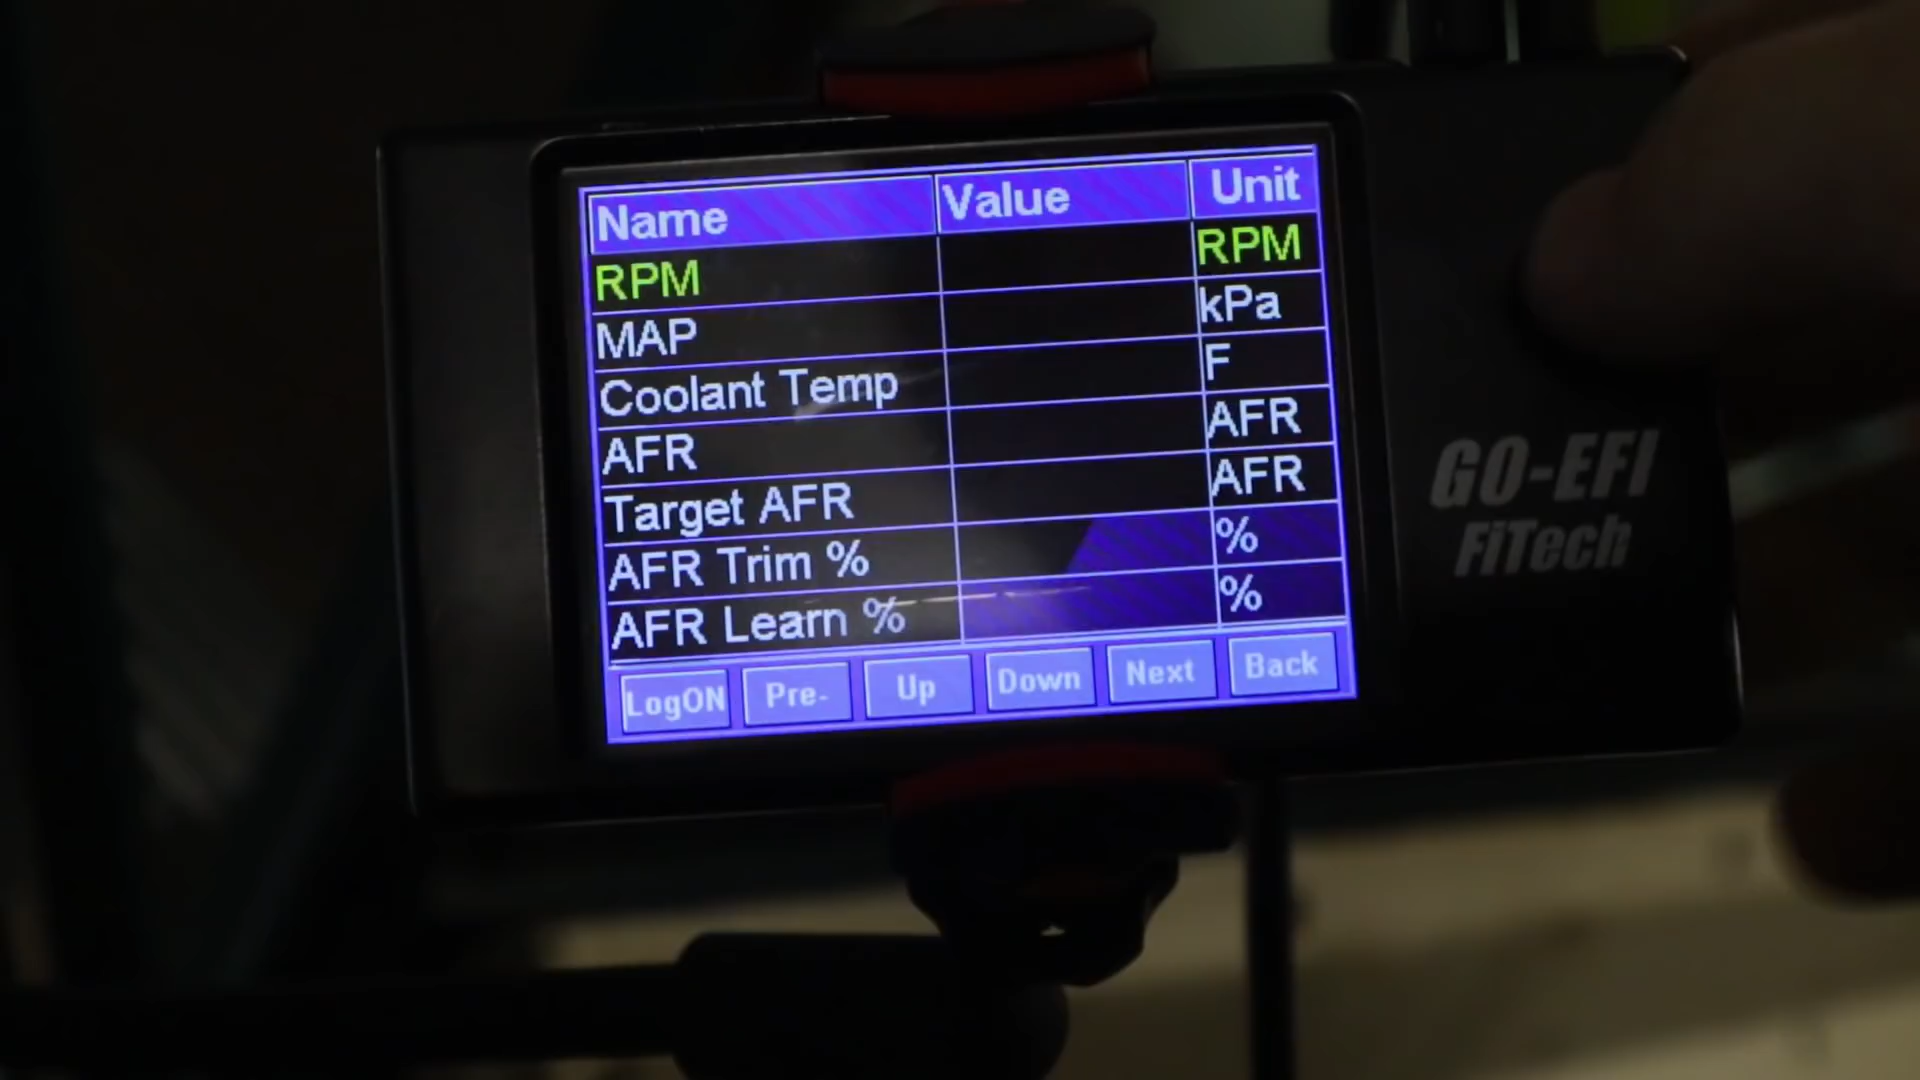 Name Value Unit
RPM RPM
MAP kPa
Coolant Temp F
AFR AFR
Target AFR AFR
AFR Trim % %
AFR Learn % %
LogON Pre- Up Down Next Back
GO-EFI
FiTech